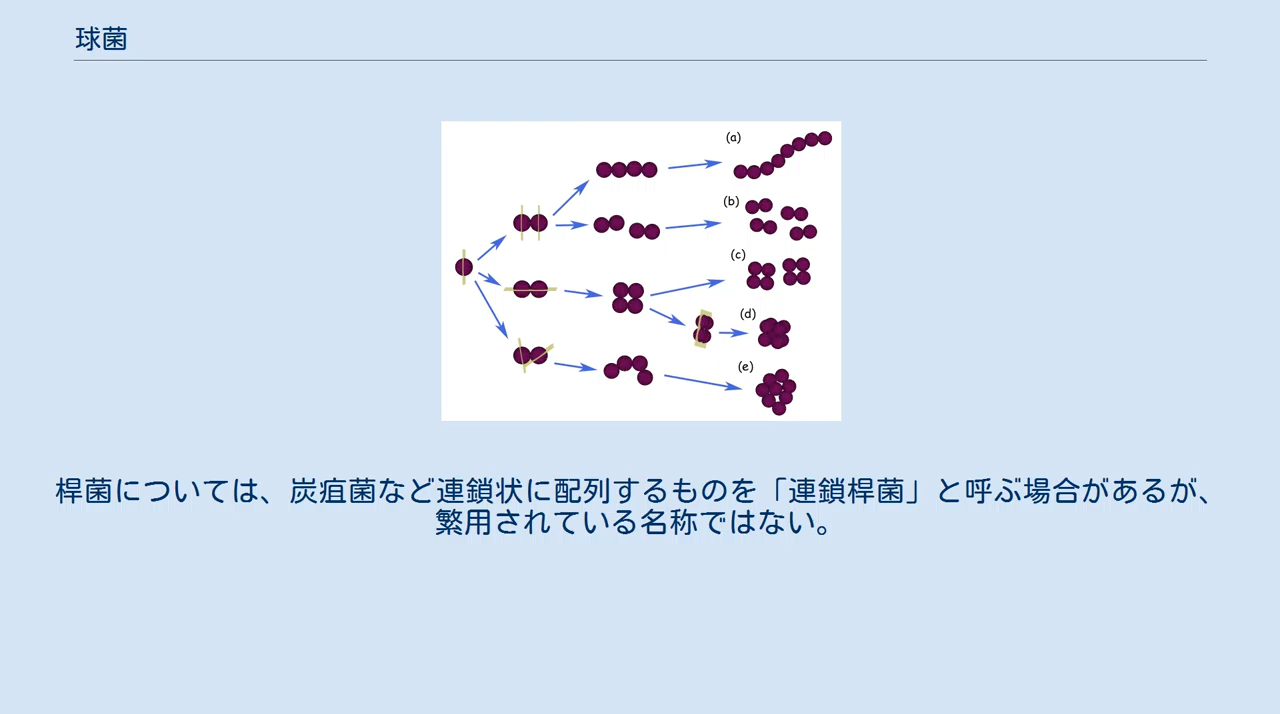 球菌
(a)
(b)
(c)
(d)
(e)
桿菌については、炭疽菌など連鎖状に配列するものを「連鎖桿菌」と呼ぶ場合があるが、
繁用されている名称ではない。